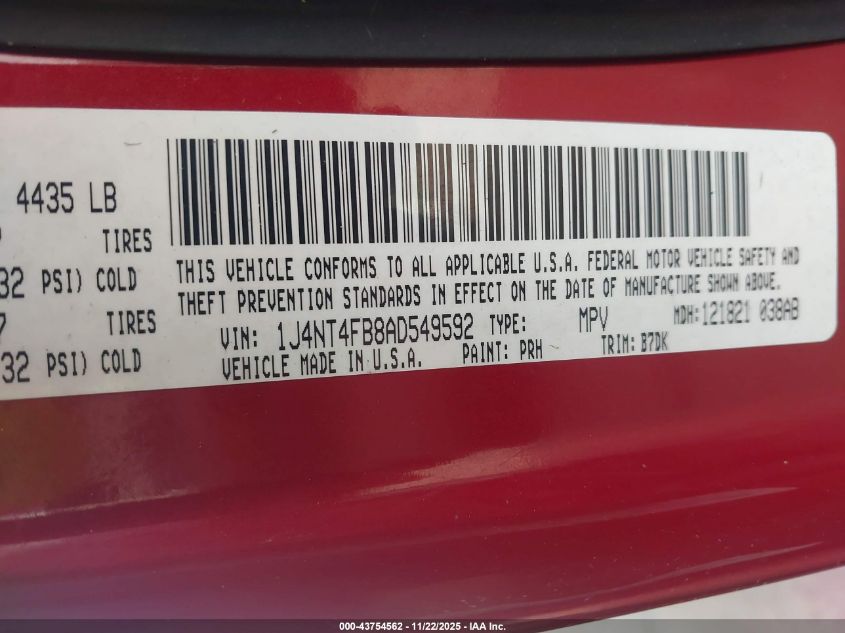 4435 LB
TIRES
32 PSI) COLD
7
TIRES
32 PSI) COLD
THIS VEHICLE CONFORMS TO ALL APPLICABLE U.S.A. FEDERAL MOTOR VEHICLE SAFETY AND
THEFT PREVENTION STANDARDS IN EFFECT ON THE DATE OF MANUFACTURE SHOWN ABOVE.
VIN: 1J4NT4FB8AD549592 TYPE: MPV MDH: 121821 038AB
VEHICLE MADE IN U.S.A. PAINT: PRH TRIM: B7DK
000-43754562 - 11/22/2025 - IAA Inc.